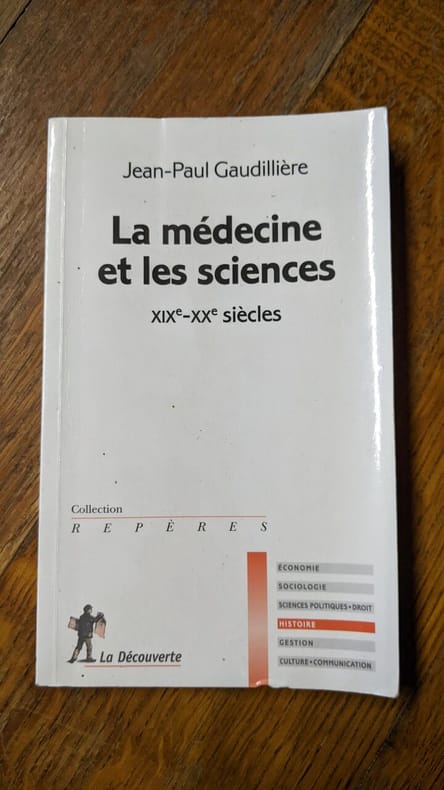 Jean-Paul Gaudillière
La médecine
et les sciences
XIXe-XXe siècles
Collection
REPÈRES
La Découverte
ÉCONOMIE
SOCIOLOGIE
SCIENCES POLITIQUES • DROIT
HISTOIRE
GESTION
CULTURE • COMMUNICATION